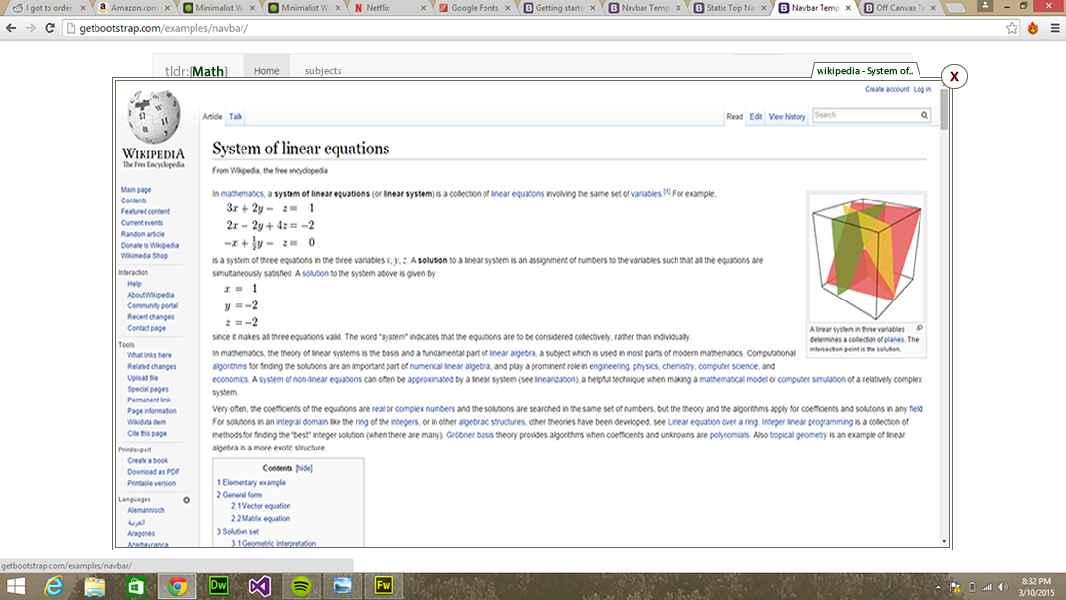 I got to order
Amazon.com
Minimalist W
Minimalist W
Netflix
Google Fonts
Getting starte
Navbar Temp
Static Top Na
Navbar Temp
Off Canvas Te
getbootstrap.com/examples/navbar/
tldr:{Math}
Home
subjects
wikipedia - System of..
X
Create account Log in
WIKIPEDIA
The Free Encyclopedia
Article Talk
Read Edit View history
Search
System of linear equations
From Wikipedia, the free encyclopedia
Main page
Contents
Featured content
Current events
Random article
Donate to Wikipedia
Wikimedia Shop
Interaction
Help
About Wikipedia
Community portal
Recent changes
Contact page
Tools
What links here
Related changes
Upload file
Special pages
Permanent link
Page information
Wikidata item
Cite this page
Print/export
Create a book
Download as PDF
Printable version
Languages
Alemannisch
العربية
Aragonés
Azərbaycanca
In mathematics, a system of linear equations (or linear system) is a collection of linear equations involving the same set of variables.[1] For example,
3x + 2y − z = 1
2x − 2y + 4z = −2
−x + ½y − z = 0
is a system of three equations in the three variables x, y, z. A solution to a linear system is an assignment of numbers to the variables such that all the equations are
simultaneously satisfied. A solution to the system above is given by
x = 1
y = −2
z = −2
since it makes all three equations valid. The word "system" indicates that the equations are to be considered collectively, rather than individually.
In mathematics, the theory of linear systems is the basis and a fundamental part of linear algebra, a subject which is used in most parts of modern mathematics. Computational
algorithms for finding the solutions are an important part of numerical linear algebra, and play a prominent role in engineering, physics, chemistry, computer science, and
economics. A system of non-linear equations can often be approximated by a linear system (see linearization), a helpful technique when making a mathematical model or computer simulation of a relatively complex
system.
Very often, the coefficients of the equations are real or complex numbers and the solutions are searched in the same set of numbers, but the theory and the algorithms apply for coefficients and solutions in any field.
For solutions in an integral domain like the ring of the integers, or in other algebraic structures, other theories have been developed, see Linear equation over a ring. Integer linear programming is a collection of
methods for finding the "best" integer solution (when there are many). Gröbner basis theory provides algorithms when coefficients and unknowns are polynomials. Also tropical geometry is an example of linear
algebra in a more exotic structure.
A linear system in three variables
determines a collection of planes. The
intersection point is the solution.
Contents [hide]
1 Elementary example
2 General form
2.1 Vector equation
2.2 Matrix equation
3 Solution set
3.1 Geometric interpretation
getbootstrap.com/examples/navbar/
Dw
Fw
8:32 PM
3/10/2015